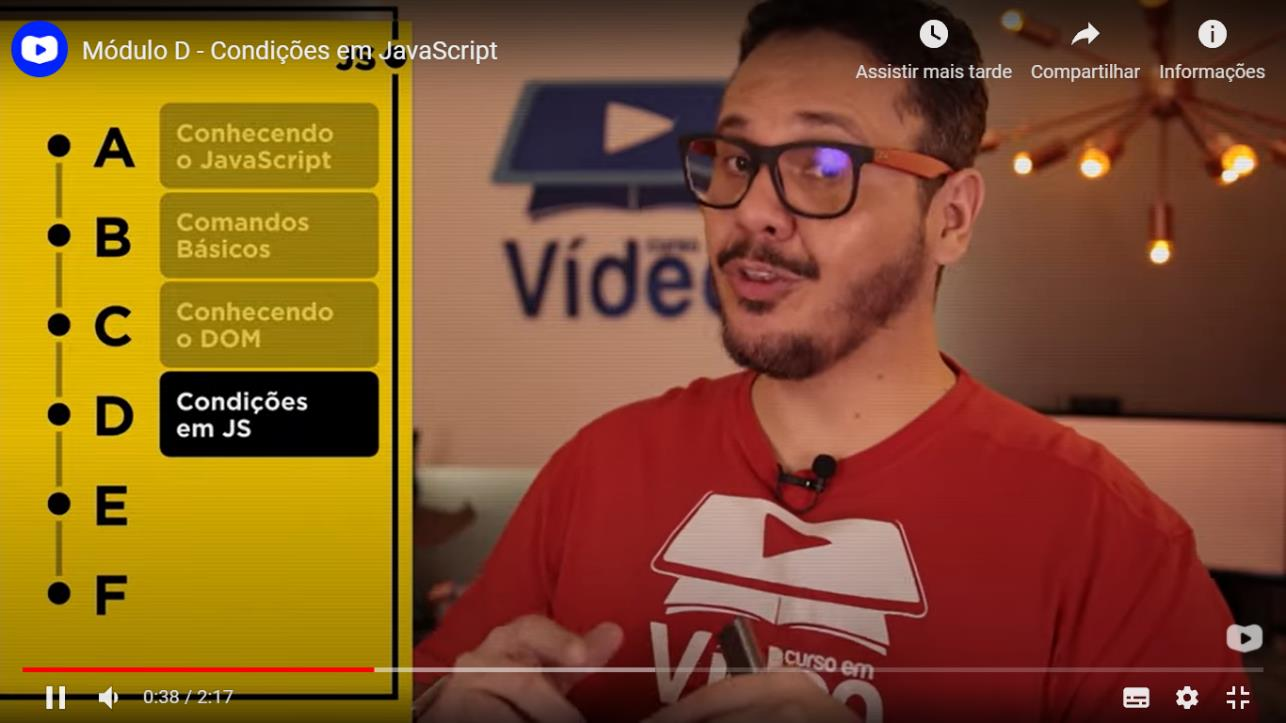 Módulo D - Condições em JavaScript
Assistir mais tarde
Compartilhar
Informações
JS
A
Conhecendo
o JavaScript
B
Comandos
Básicos
C
Conhecendo
o DOM
D
Condições
em JS
E
F
curso
curso em
0:38 / 2:17